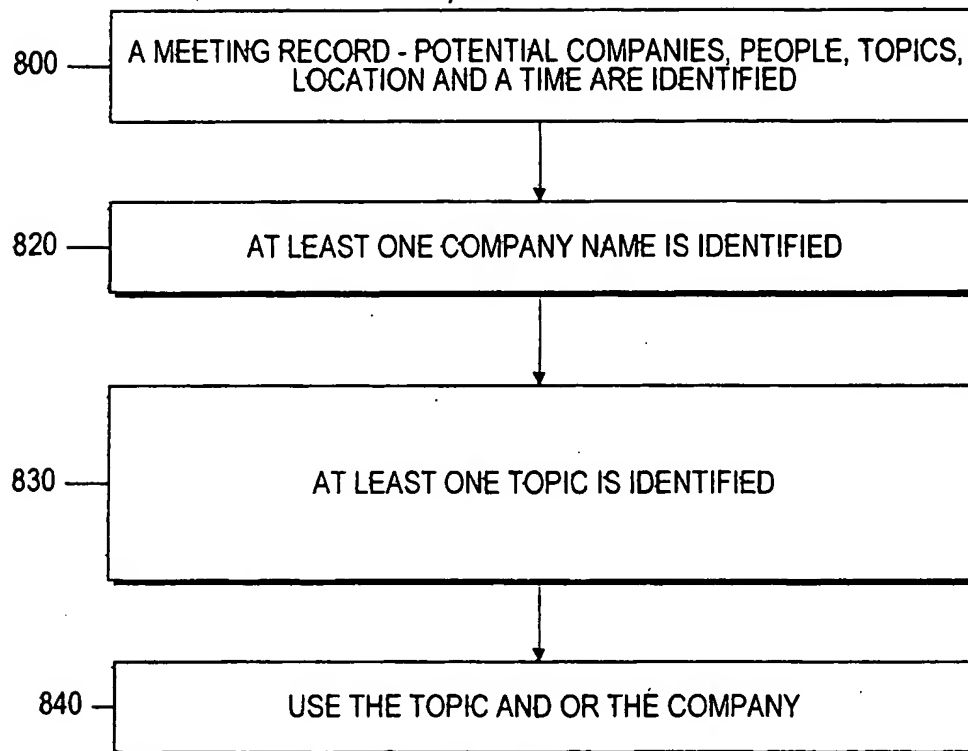 800 A MEETING RECORD - POTENTIAL COMPANIES, PEOPLE, TOPICS,
LOCATION AND A TIME ARE IDENTIFIED
820 AT LEAST ONE COMPANY NAME IS IDENTIFIED
830 AT LEAST ONE TOPIC IS IDENTIFIED
840 USE THE TOPIC AND OR THE COMPANY